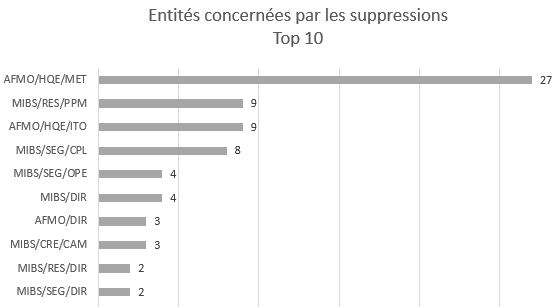 Entités concernées par les suppressions
Top 10
AFMO/HQE/MET 27
MIBS/RES/PPM 9
AFMO/HQE/ITO 9
MIBS/SEG/CPL 8
MIBS/SEG/OPE 4
MIBS/DIR 4
AFMO/DIR 3
MIBS/CRE/CAM 3
MIBS/RES/DIR 2
MIBS/SEG/DIR 2